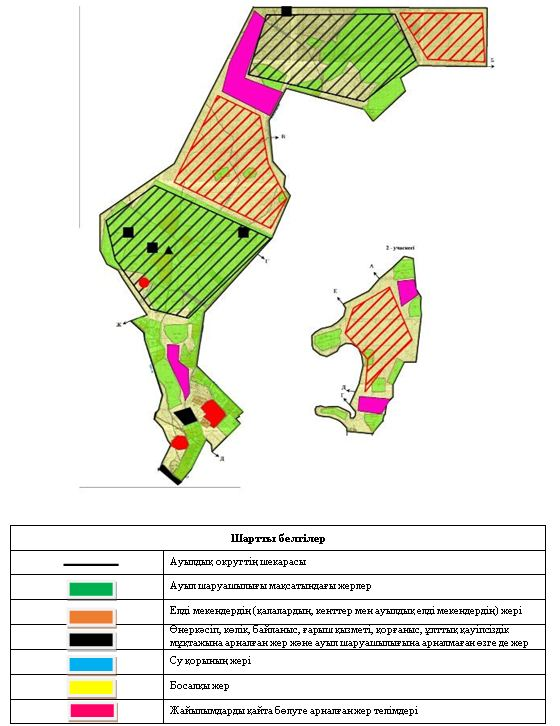 Б
В
2 - учаскесі
А
Г
Е
Ж
Д
Г
Д
Шартты белгілер
Ауылдық округтің шекарасы
Ауыл шаруашылығы мақсатындағы жерлер
Елді мекендердің (қалалардың, кенттер мен ауылдық елді мекендердің) жері
Өнеркәсіп, көлік, байланыс, ғарыш қызметі, қорғаныс, ұлттық қауіпсіздік
мұқтажына арналған жер және ауыл шаруашылығына арналмаған өзге де жер
Су қорының жері
Босалқы жер
Жайылымдарды қайта бөлуге арналған жер телімдері